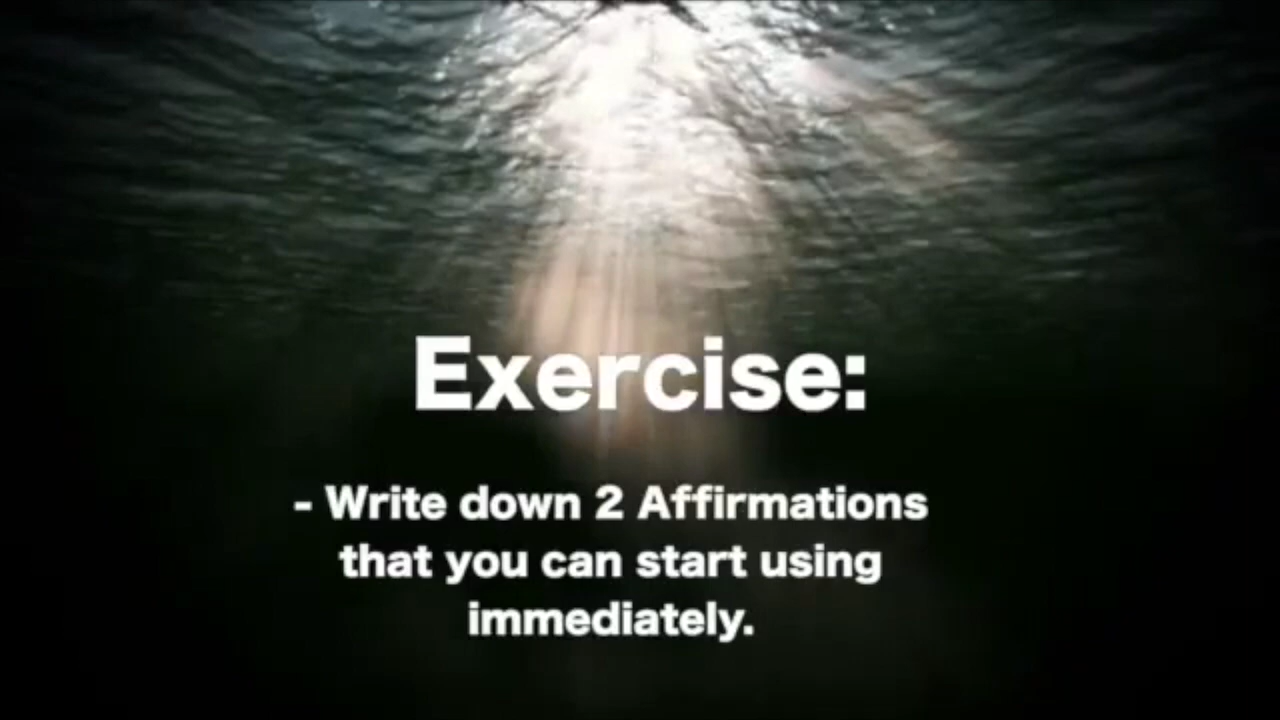 Exercise:
- Write down 2 Affirmations
that you can start using
immediately.